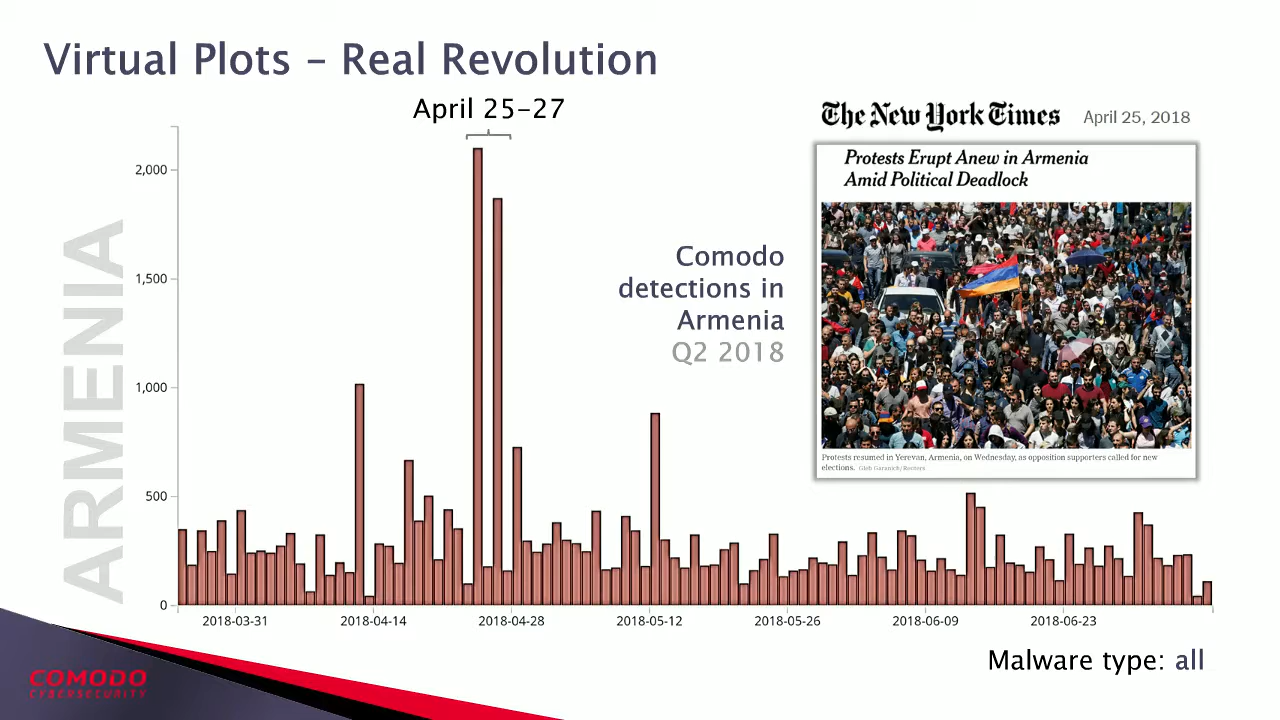 Virtual Plots – Real Revolution
April 25-27
The New York Times
April 25, 2018
Protests Erupt Anew in Armenia
Amid Political Deadlock
Protests resumed in Yerevan, Armenia, on Wednesday, as opposition supporters called for new
elections. Gleb Garanich/Reuters
Comodo
detections in
Armenia
Q2 2018
ARMENIA
2,000
1,500
1,000
500
0
2018-03-31
2018-04-14
2018-04-28
2018-05-12
2018-05-26
2018-06-09
2018-06-23
Malware type: all
COMODO
CYBERSECURITY